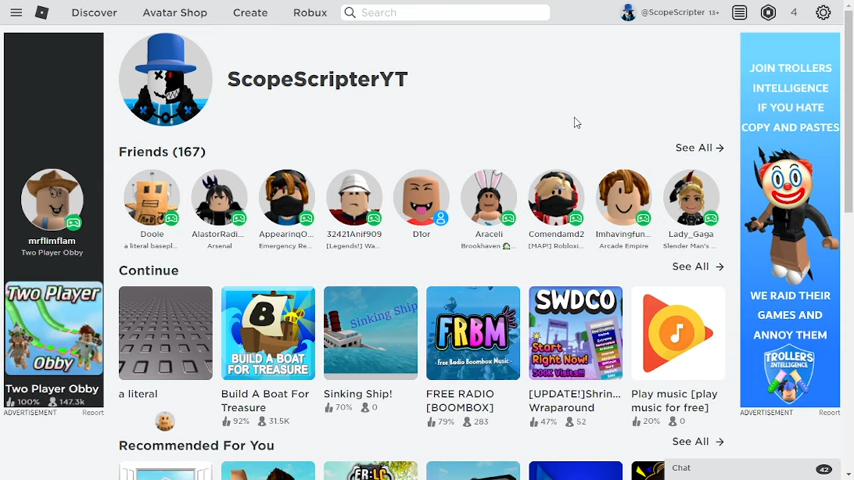 Discover
Avatar Shop
Create
Robux
Search
@ScopeScripter 13+
4
ScopeScripterYT
Friends (167)
See All →
Doole
AlastorRadi...
AppearinqO...
32421Anif909
D1or
Araceli
Comendamd2
Imhavingfun...
Lady_Gaga
a literal basepl...
Arsenal
Emergency Re...
[Legends!] Wa...
Brookhaven
[MAP!] Robloxi...
Arcade Empire
Slender Man's ...
Continue
See All →
B
BUILD A BOAT
FOR TREASURE
Sinking Ship
FRBM
Free Radio Boombox Music
SWDCO
Start
Right Now!
500K Visits!!
a literal
Build A Boat For
Treasure
92% 31.5K
Sinking Ship!
70% 0
FREE RADIO
[BOOMBOX]
79% 283
[UPDATE!]Shrin...
Wraparound
47% 52
Play music [play
music for free]
20% 0
Recommended For You
See All →
Chat
42
mrflimflam
Two Player Obby
Two Player
Obby
Two Player Obby
100% 147.3k
ADVERTISEMENT Report
JOIN TROLLERS
INTELLIGENCE
IF YOU HATE
COPY AND PASTES
WE RAID THEIR
GAMES AND
ANNOY THEM
TROLLERS
INTELLIGENCE
ADVERTISEMENT Report